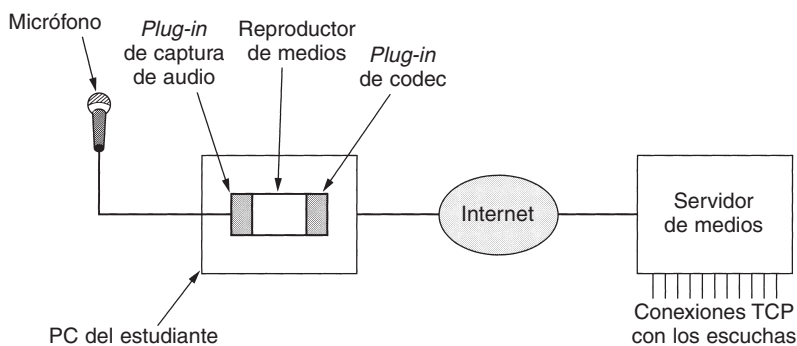 Micrófono
Plug-in
de captura
de audio
Reproductor
de medios
Plug-in
de codec
Internet
Servidor
de medios
PC del estudiante
Conexiones TCP
con los escuchas